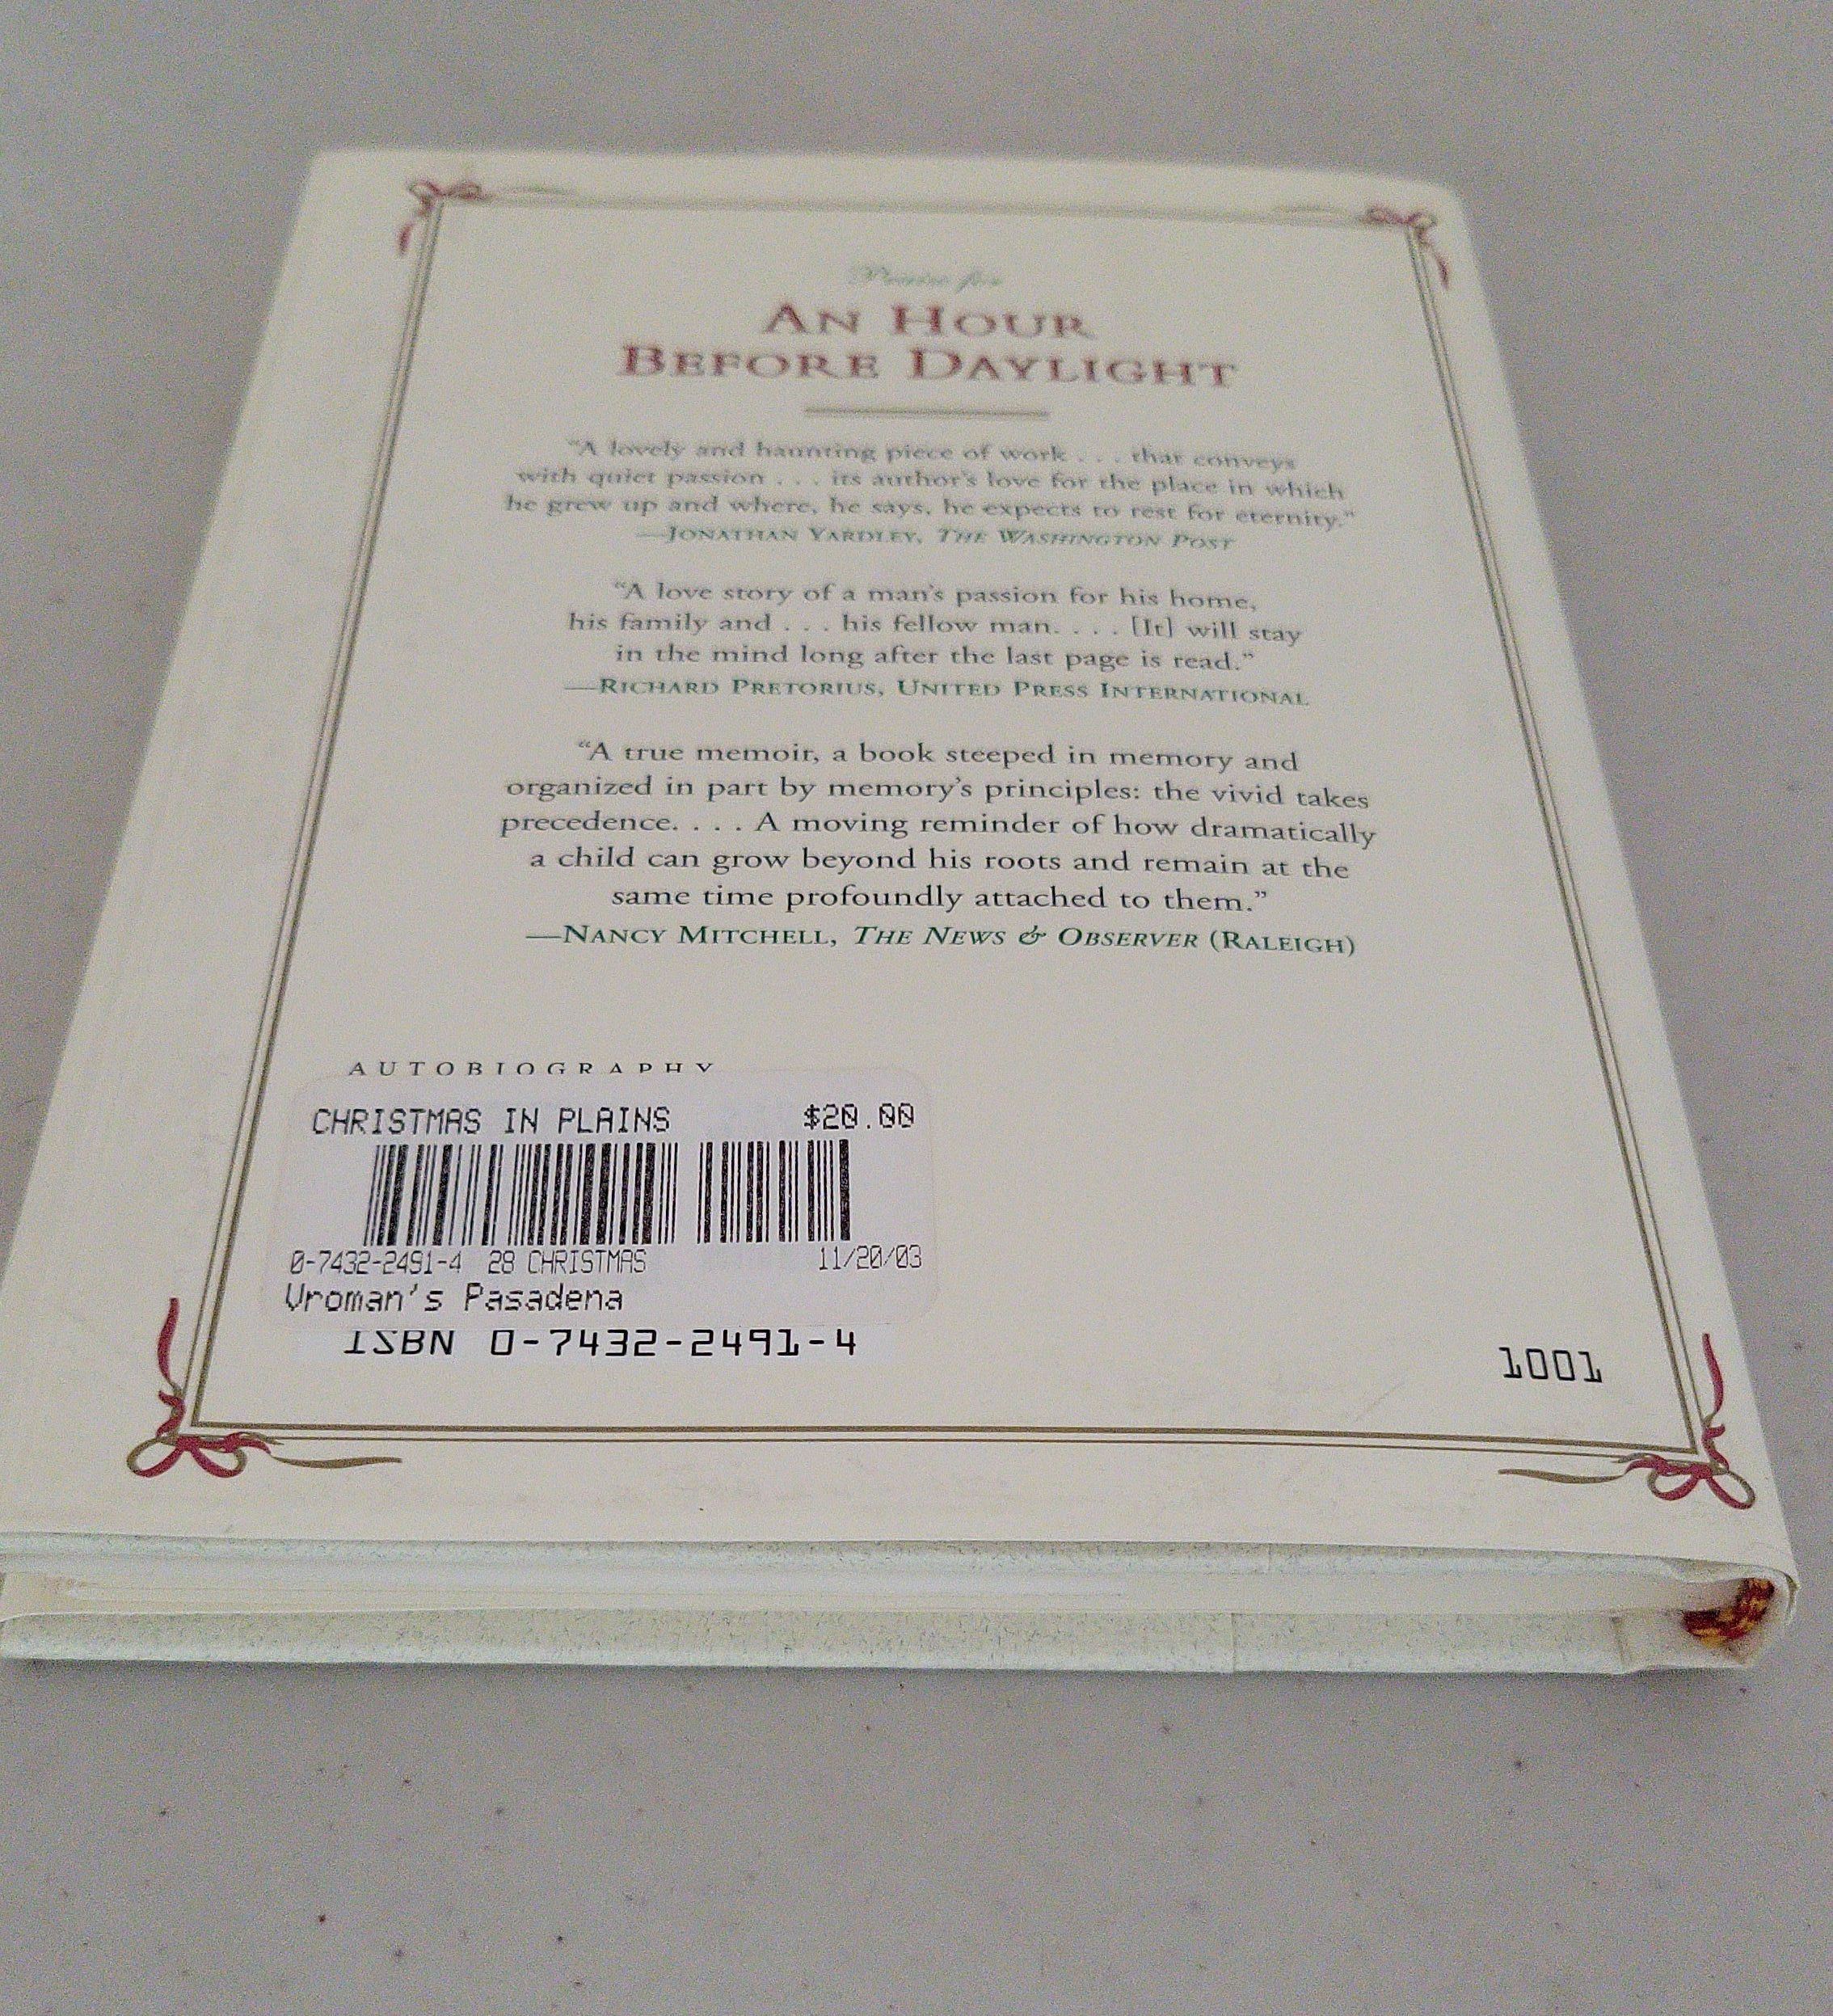 Praise for
AN HOUR
BEFORE DAYLIGHT
“A lovely and haunting piece of work . . . that conveys
with quiet passion . . . its author’s love for the place in which
he grew up and where, he says, he expects to rest for eternity.”
—JONATHAN YARDLEY, THE WASHINGTON POST
“A love story of a man’s passion for his home,
his family and . . . his fellow man. . . . [It] will stay
in the mind long after the last page is read.”
—RICHARD PRETORIUS, UNITED PRESS INTERNATIONAL
“A true memoir, a book steeped in memory and
organized in part by memory’s principles: the vivid takes
precedence. . . . A moving reminder of how dramatically
a child can grow beyond his roots and remain at the
same time profoundly attached to them.”
—NANCY MITCHELL, THE NEWS & OBSERVER (RALEIGH)
AUTOBIOGRAPHY
CHRISTMAS IN PLAINS $20.00
0-7432-2491-4 28 CHRISTMAS 11/20/03
Vroman's Pasadena
ISBN 0-7432-2491-4
1001